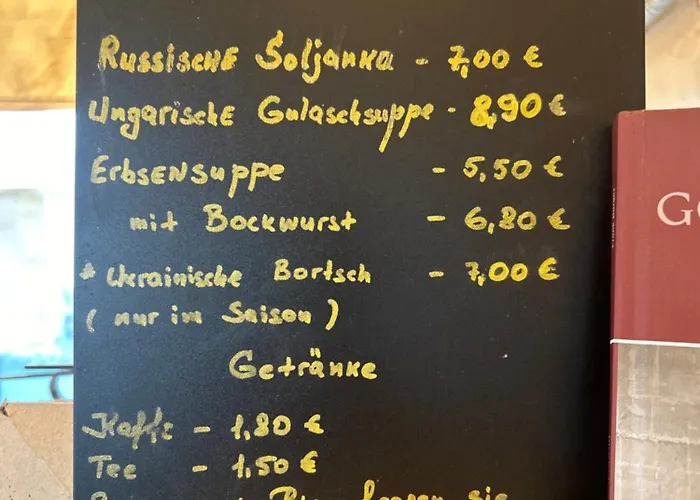 Russische Soljanka - 7,00 €
Ungarische Gulaschsuppe - 8,90 €
Erbsensuppe - 5,50 €
mit Bockwurst - 6,80 €
* Ukrainische Bortsch - 7,00 €
(nur im Saison)
Getränke
Kaffe - 1,80 €
Tee - 1,50 €